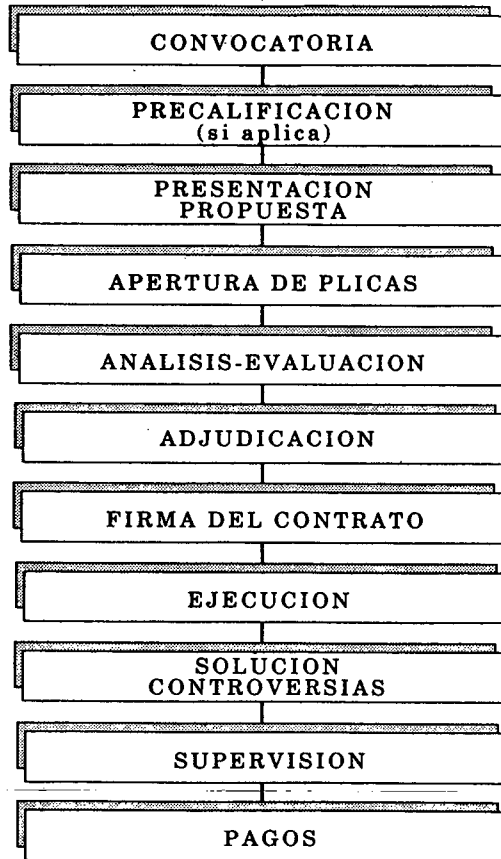 CONVOCATORIA
PRECALIFICACION
(si aplica)
PRESENTACION
PROPUESTA
APERTURA DE PLICAS
ANALISIS-EVALUACION
ADJUDICACION
FIRMA DEL CONTRATO
EJECUCION
SOLUCION
CONTROVERSIAS
SUPERVISION
PAGOS